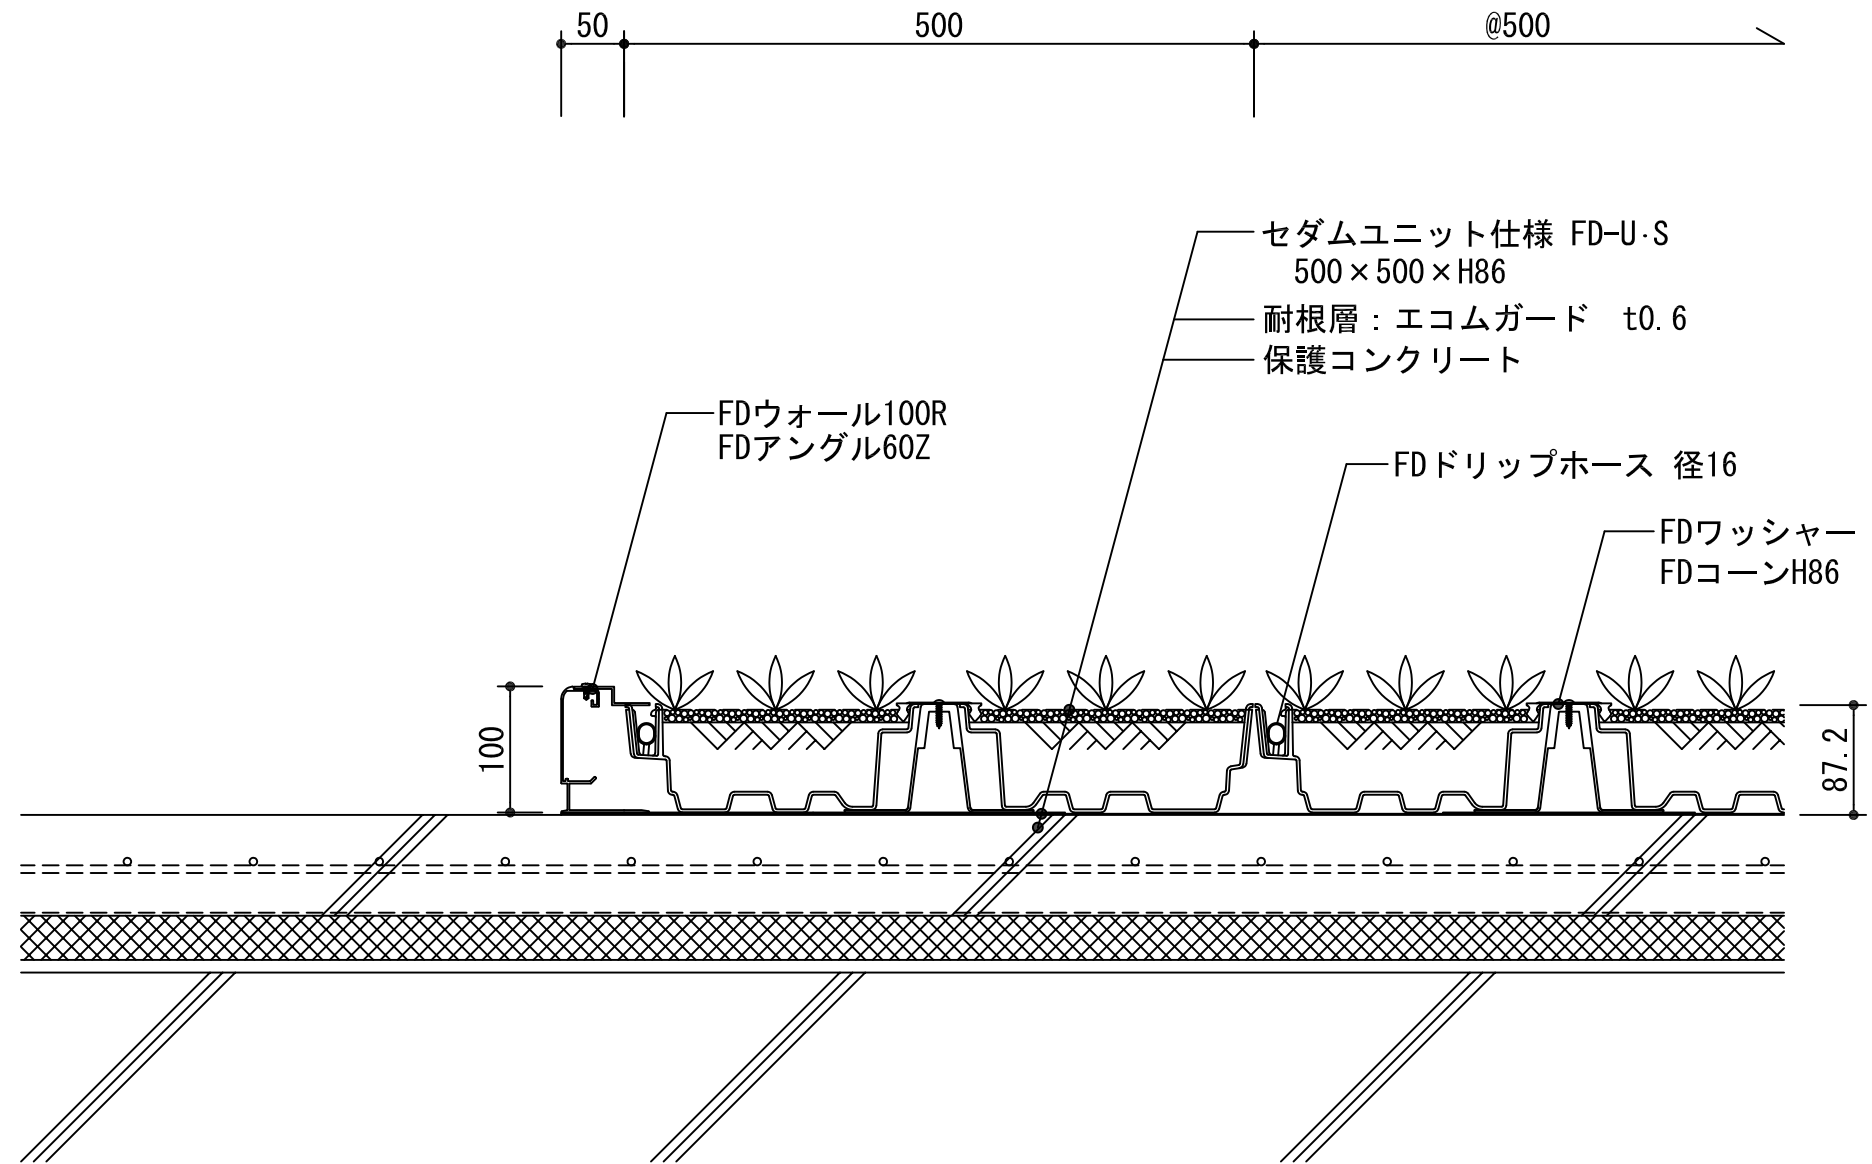 50
500
@500
セダムユニット仕様 FD-U·S
500×500×H86
耐根層：エコムガード　t0.6
保護コンクリート
FDウォール100R
FDアングル60Z
FDドリップホース 径16
FDワッシャー
FDコーンH86
100
87.2